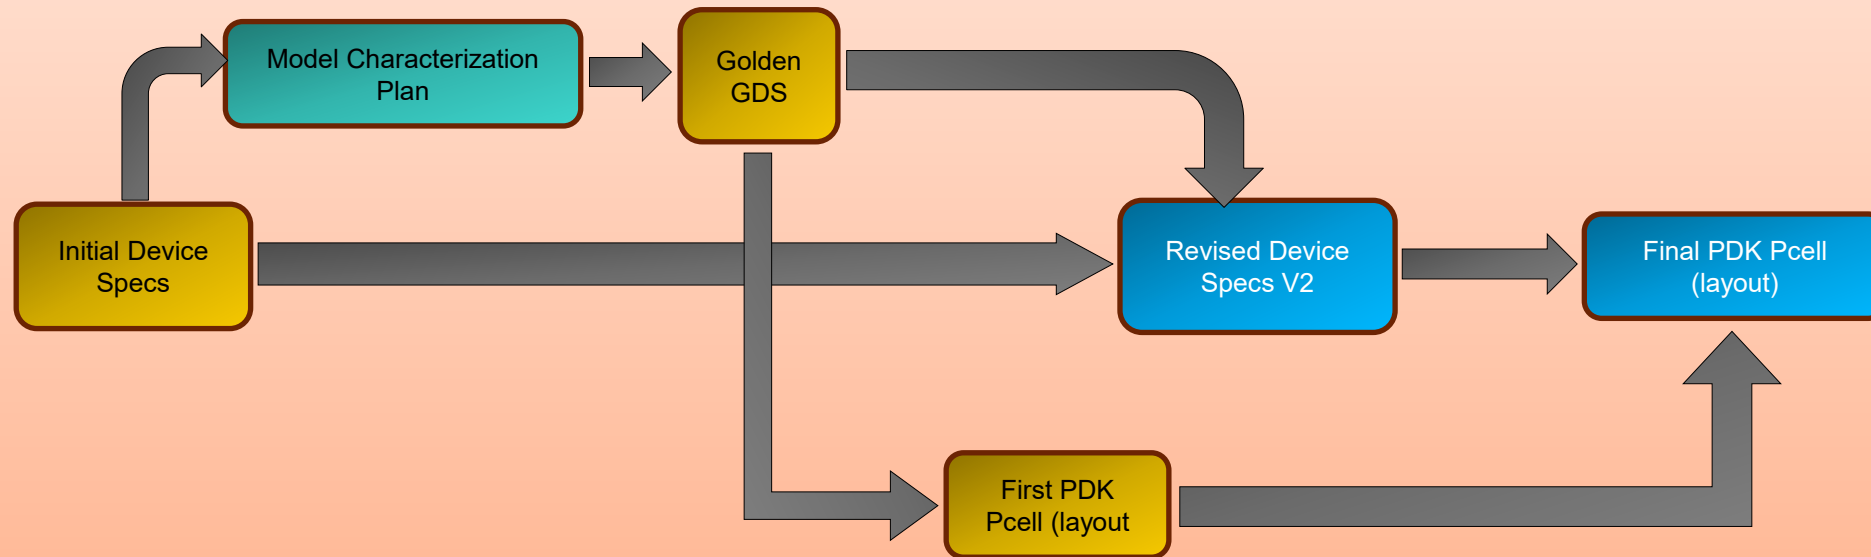 Model Characterization
Plan
Golden
GDS
Initial Device
Specs
Revised Device
Specs V2
Final PDK Pcell
(layout)
First PDK
Pcell (layout